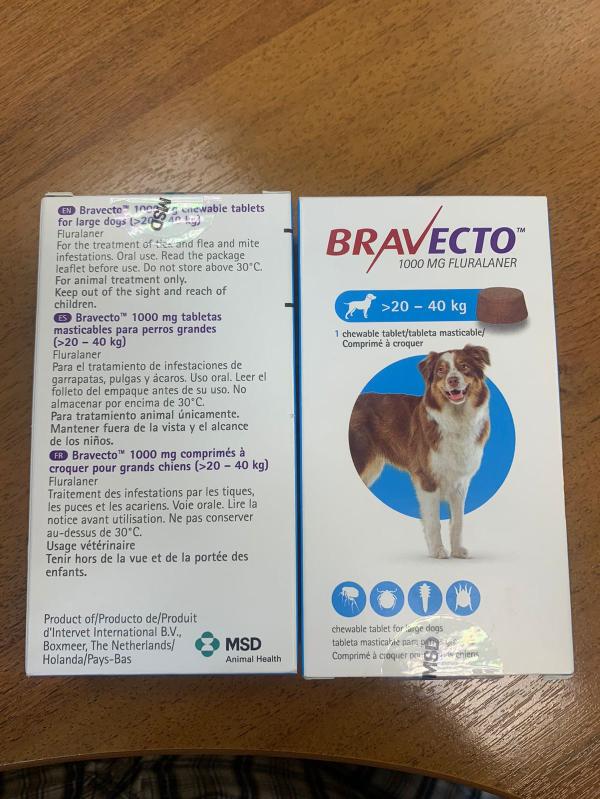 EN Bravecto™ 1000 mg chewable tablets
for large dogs (>20 – 40 kg)
Fluralaner
For the treatment of tick and flea and mite
infestations. Oral use. Read the package
leaflet before use. Do not store above 30°C.
For animal treatment only.
Keep out of the sight and reach of
children.
ES Bravecto™ 1000 mg tabletas
masticables para perros grandes
(>20 – 40 kg)
Fluralaner
Para el tratamiento de infestaciones de
garrapatas, pulgas y ácaros. Uso oral. Leer el
folleto del empaque antes de su uso. No
almacenar por encima de 30°C.
Para tratamiento animal únicamente.
Mantener fuera de la vista y el alcance
de los niños.
FR Bravecto™ 1000 mg comprimés à
croquer pour grands chiens (>20 – 40 kg)
Fluralaner
Traitement des infestations par les tiques,
les puces et les acariens. Voie orale. Lire la
notice avant utilisation. Ne pas conserver
au-dessus de 30°C.
Usage vétérinaire
Tenir hors de la vue et de la portée des
enfants.
Product of/Producto de/Produit
d'Intervet International B.V.,
Boxmeer, The Netherlands/
Holanda/Pays-Bas
MSD
Animal Health
MSD
BRAVECTO™
1000 MG FLURALANER
>20 – 40 kg
1 chewable tablet/tableta masticable/
Comprimé à croquer
chewable tablet for large dogs
tableta masticable para
Comprimé à croquer chiens
MSD